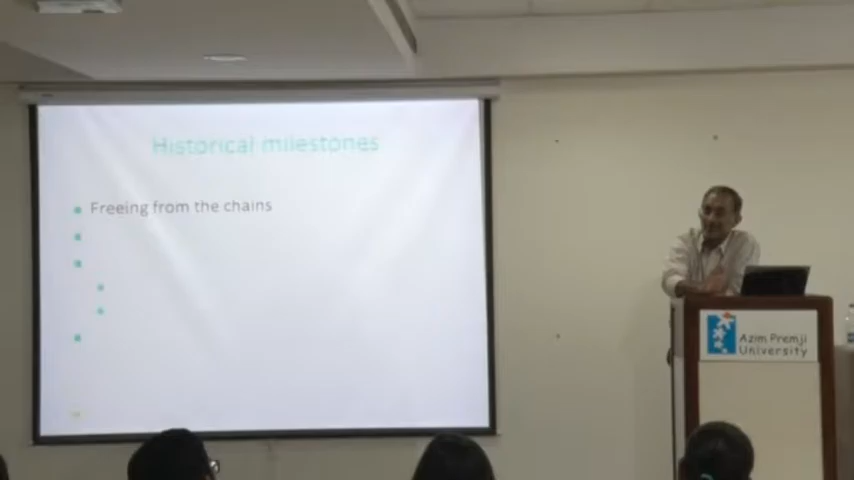 Historical milestones
Freeing from the chains
Azim Premji
University